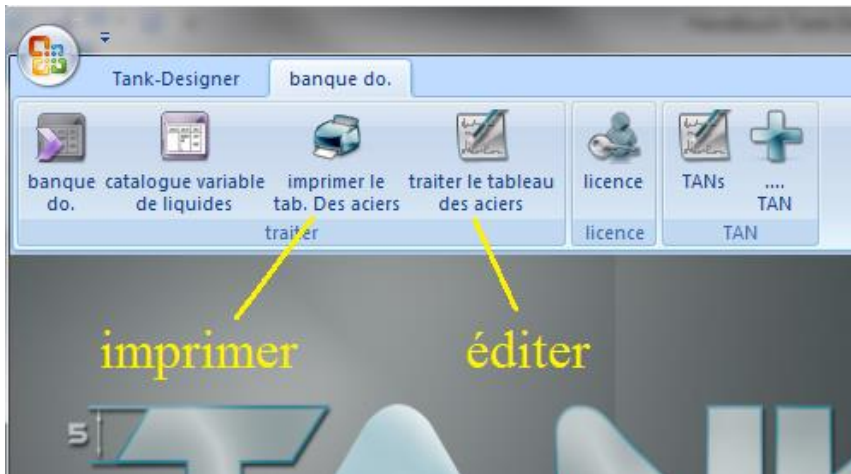 Tank-Designer banque do.
banque do.
catalogue variable de liquides
imprimer le tab. Des aciers
traiter le tableau des aciers
licence
TANs
.... TAN
traiter
licence
TAN
imprimer
éditer
5
TANK